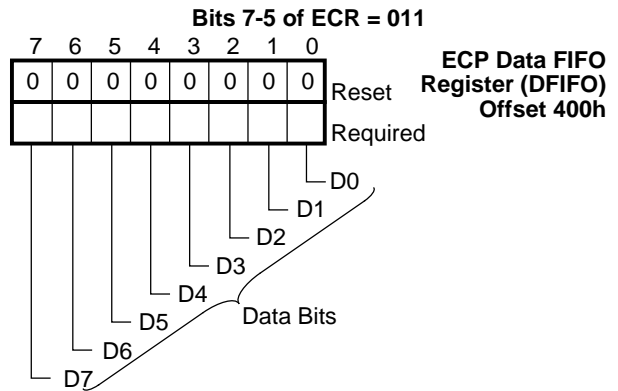 Bits 7-5 of ECR = 011
7 6 5 4 3 2 1 0
ECP Data FIFO
Register (DFIFO)
Offset 400h
0 0 0 0 0 0 0 0 Reset
Required
D0
D1
D2
D3
D4
D5
D6
D7
Data Bits